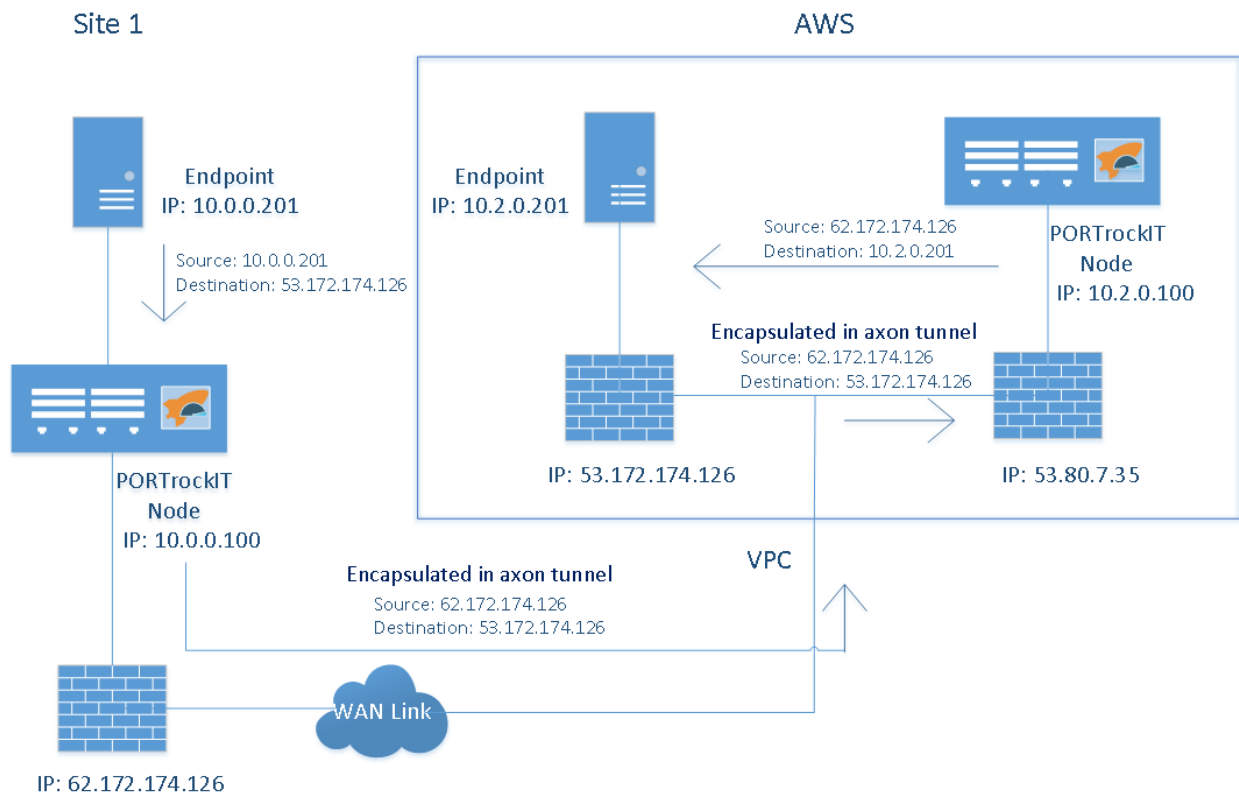 Site 1
AWS
Endpoint
IP: 10.0.0.201
Source: 10.0.0.201
Destination: 53.172.174.126
Endpoint
IP: 10.2.0.201
Source: 62.172.174.126
Destination: 10.2.0.201
PORTrockIT
Node
IP: 10.2.0.100
Encapsulated in axon tunnel
Source: 62.172.174.126
Destination: 53.172.174.126
IP: 53.172.174.126
IP: 53.80.7.35
PORTrockIT
Node
IP: 10.0.0.100
VPC
Encapsulated in axon tunnel
Source: 62.172.174.126
Destination: 53.172.174.126
WAN Link
IP: 62.172.174.126